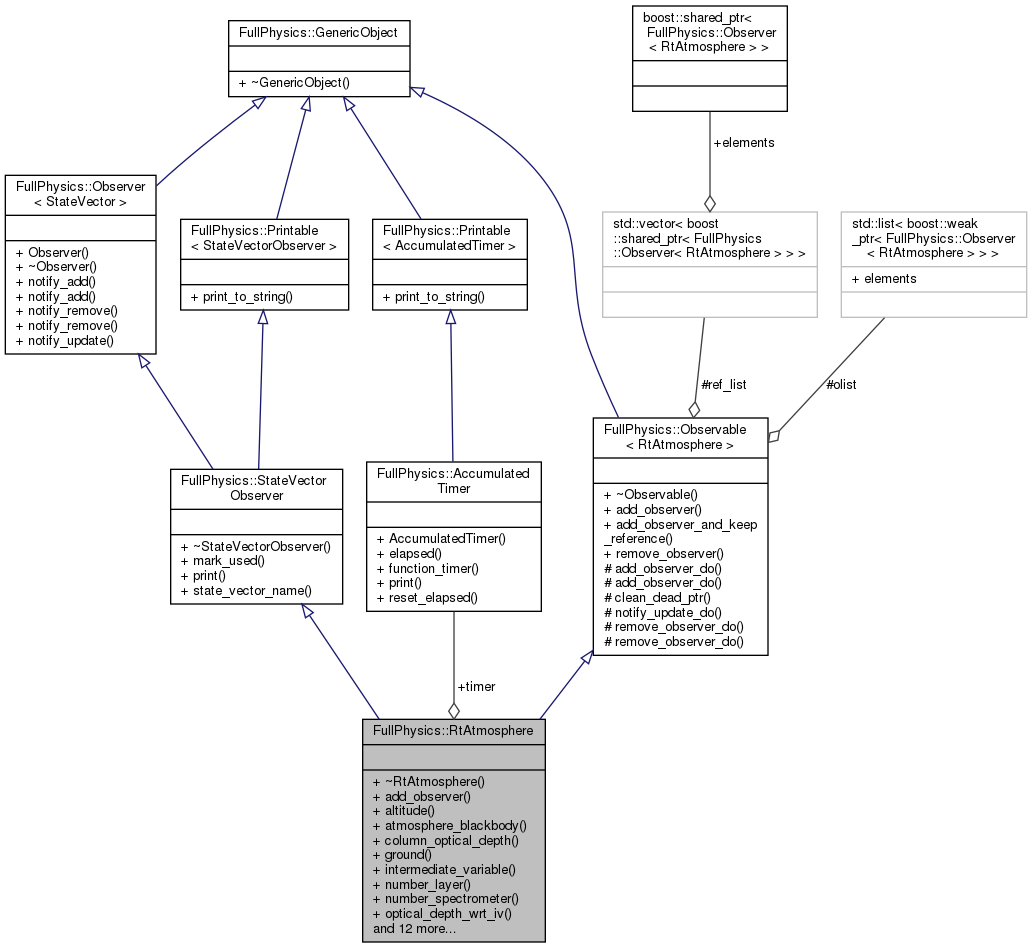 FullPhysics::GenericObject
+ ~GenericObject()
boost::shared_ptr<
FullPhysics::Observer
< RtAtmosphere > >
+elements
FullPhysics::Observer
< StateVector >
+ Observer()
+ ~Observer()
+ notify_add()
+ notify_add()
+ notify_remove()
+ notify_remove()
+ notify_update()
FullPhysics::Printable
< StateVectorObserver >
+ print_to_string()
FullPhysics::Printable
< AccumulatedTimer >
+ print_to_string()
std::vector< boost
::shared_ptr< FullPhysics
::Observer< RtAtmosphere > > >
std::list< boost::weak
_ptr< FullPhysics::Observer
< RtAtmosphere > > >
+ elements
#ref_list
#olist
FullPhysics::StateVector
Observer
+ ~StateVectorObserver()
+ mark_used()
+ print()
+ state_vector_name()
FullPhysics::Accumulated
Timer
+ AccumulatedTimer()
+ elapsed()
+ function_timer()
+ print()
+ reset_elapsed()
FullPhysics::Observable
< RtAtmosphere >
+ ~Observable()
+ add_observer()
+ add_observer_and_keep
_reference()
+ remove_observer()
# add_observer_do()
# add_observer_do()
# clean_dead_ptr()
# notify_update_do()
# remove_observer_do()
# remove_observer_do()
+timer
FullPhysics::RtAtmosphere
+ ~RtAtmosphere()
+ add_observer()
+ altitude()
+ atmosphere_blackbody()
+ column_optical_depth()
+ ground()
+ intermediate_variable()
+ number_layer()
+ number_spectrometer()
+ optical_depth_wrt_iv()
and 12 more...